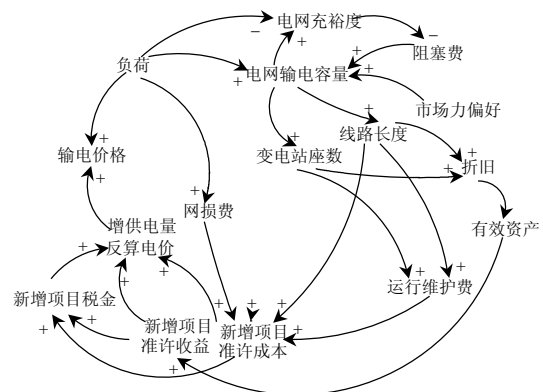 电网充裕度
−
−
+
+
阻塞费
负荷
+
电网输电容量
+
+
市场力偏好
+
线路长度
+
输电价格
+
变电站座数
+
+
折旧
+
+
网损费
增供电量
反算电价
有效资产
+
+
+
+
+
运行维护费
新增项目税金
+
+
新增项目
准许收益
+
+
+
新增项目
准许成本
+
+
+